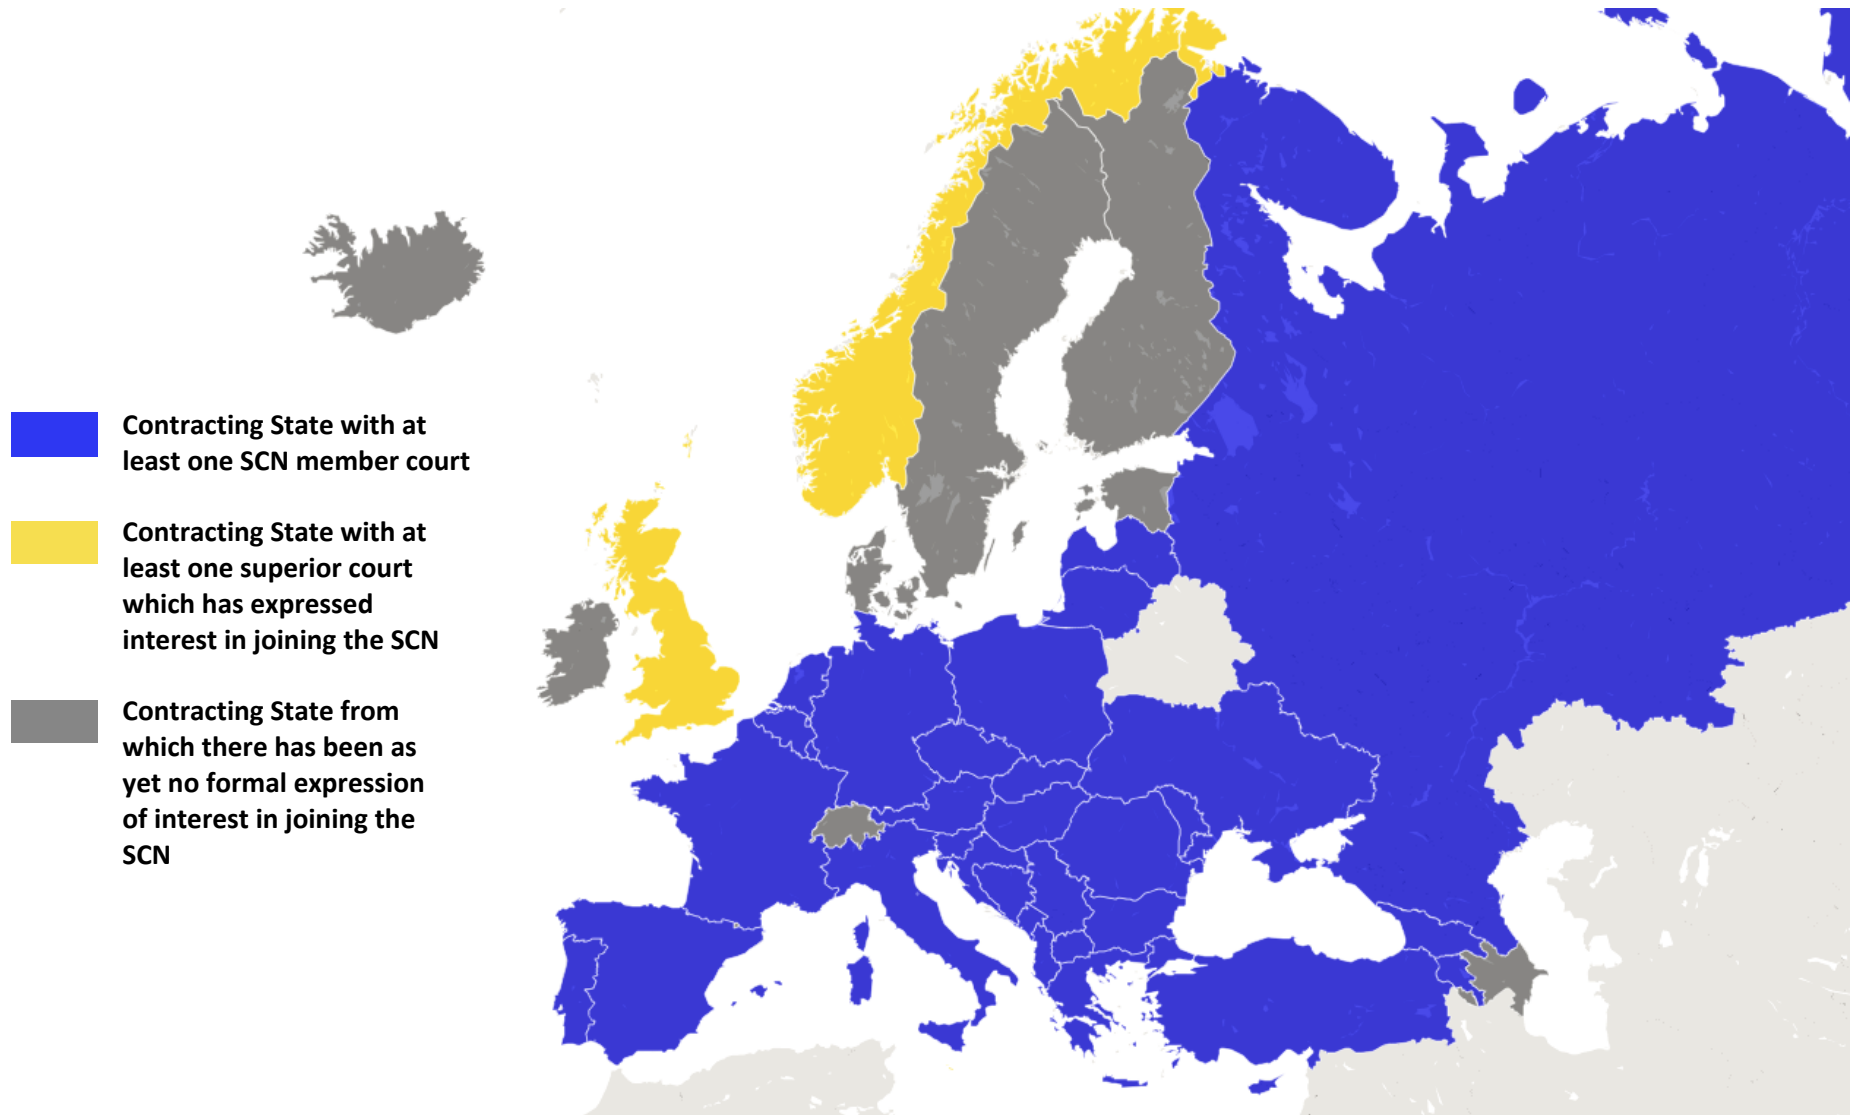 Contracting State with at
least one SCN member court
Contracting State with at
least one superior court
which has expressed
interest in joining the SCN
Contracting State from
which there has been as
yet no formal expression
of interest in joining the
SCN